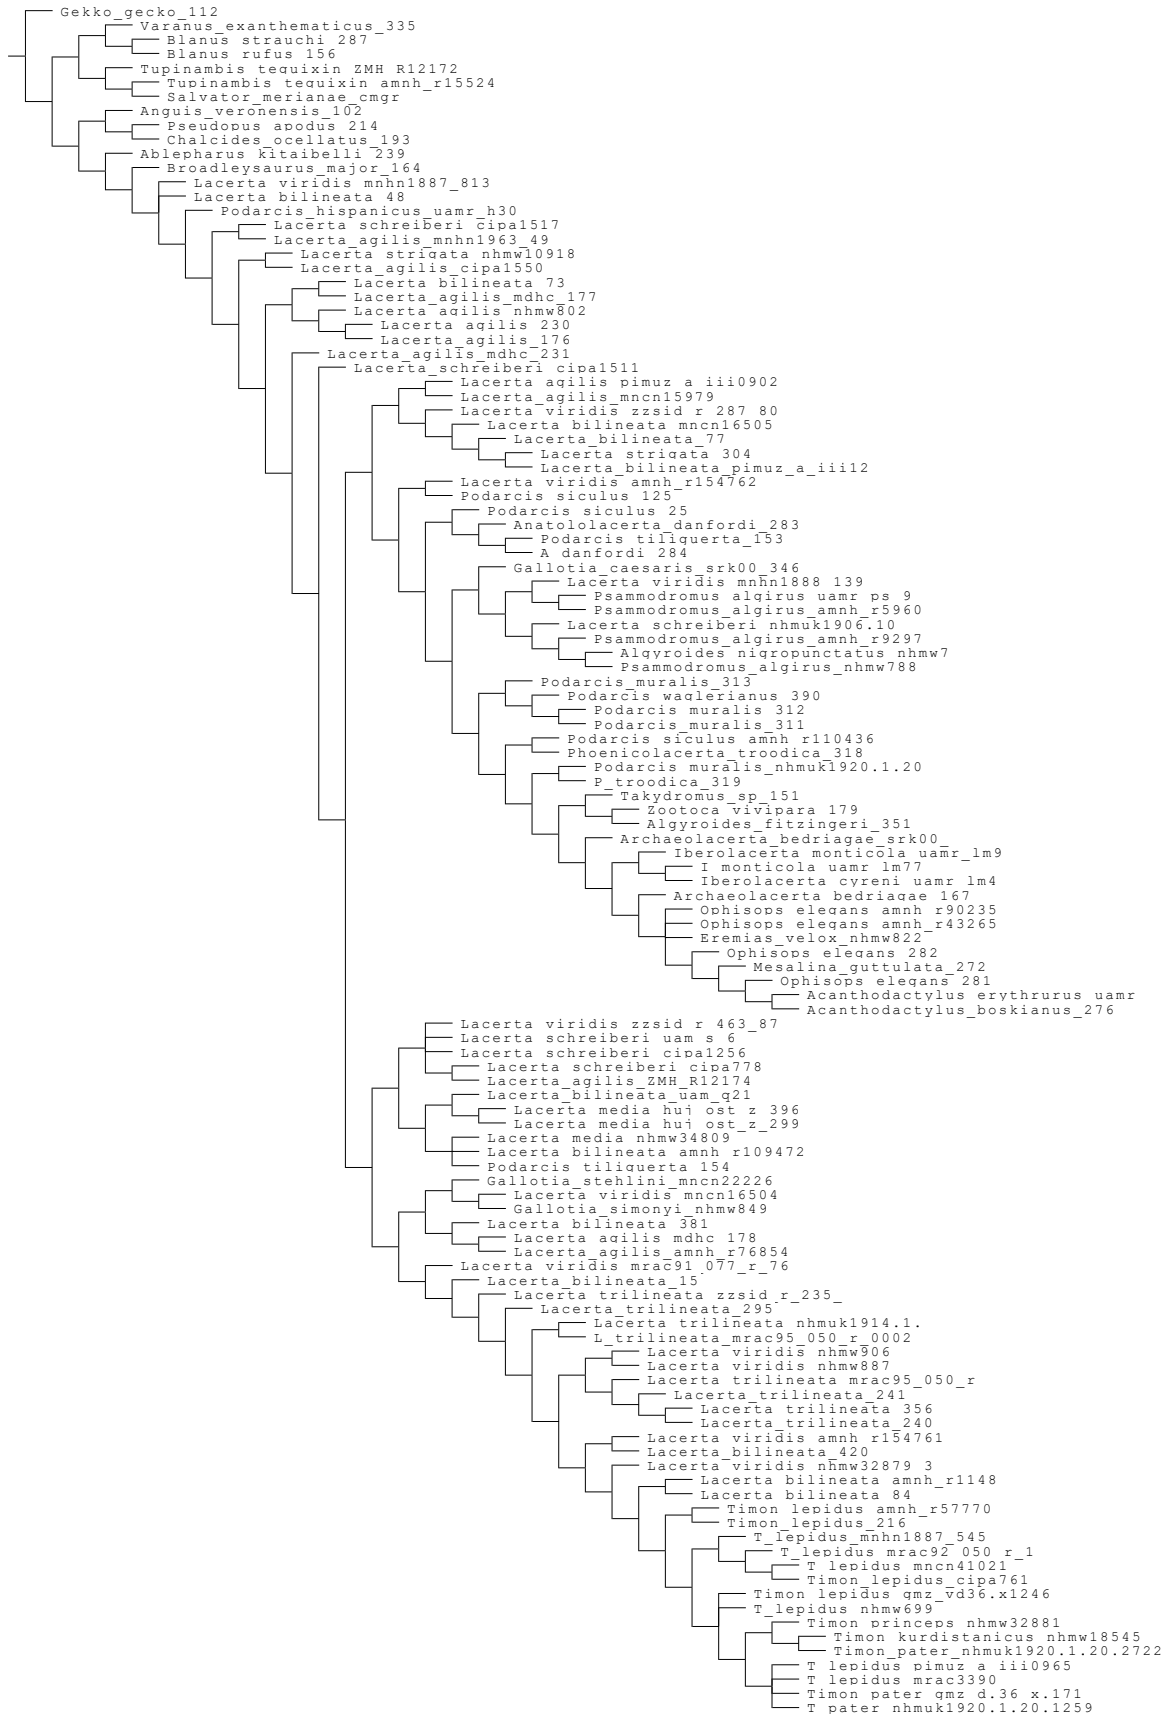 Gekko_gecko_112
Varanus_exanthematicus_335
Blanus_strauchi_287
Blanus_rufus_156
Tupinambis_teguixin_ZMH_R12172
Tupinambis_teguixin_amnh_r15524
Salvator_merianae_cmgr
Anguis_veronensis_102
Pseudopus_apodus_214
Chalcides_ocellatus_193
Ablepharus_kitaibelli_239
Broadleysaurus_major_164
Lacerta_viridis_mnhn1887_813
Lacerta_bilineata_48
Podarcis_hispanicus_uamr_h30
Lacerta_schreiberi_cipa1517
Lacerta_agilis_mnhn1963_49
Lacerta_strigata_nhmw10918
Lacerta_agilis_cipa1550
Lacerta_bilineata_73
Lacerta_agilis_mdhc_177
Lacerta_agilis_nhmw802
Lacerta_agilis_230
Lacerta_agilis_176
Lacerta_agilis_mdhc_231
Lacerta_schreiberi_cipa1511
Lacerta_agilis_pimuz_a_iii0902
Lacerta_agilis_mncn15979
Lacerta_viridis_zzsid_r_287_80
Lacerta_bilineata_mncn16505
Lacerta_bilineata_77
Lacerta_strigata_304
Lacerta_bilineata_pimuz_a_iii12
Lacerta_viridis_amnh_r154762
Podarcis_siculus_125
Podarcis_siculus_25
Anatololacerta_danfordi_283
Podarcis_tiliguerta_153
A_danfordi_284
Gallotia_caesaris_srk00_346
Lacerta_viridis_mnhn1888_139
Psammodromus_algirus_uamr_ps_9
Psammodromus_algirus_amnh_r5960
Lacerta_schreiberi_nhmuk1906.10
Psammodromus_algirus_amnh_r9297
Algyroides_nigropunctatus_nhmw7
Psammodromus_algirus_nhmw788
Podarcis_muralis_313
Podarcis_waglerianus_390
Podarcis_muralis_312
Podarcis_muralis_311
Podarcis_siculus_amnh_r110436
Phoenicolacerta_troodica_318
Podarcis_muralis_nhmuk1920.1.20
P_troodica_319
Takydromus_sp_151
Zootoca_vivipara_179
Algyroides_fitzingeri_351
Archaeolacerta_bedriagae_srk00_
Iberolacerta_monticola_uamr_lm9
I_monticola_uamr_lm77
Iberolacerta_cyreni_uamr_lm4
Archaeolacerta_bedriagae_167
Ophisops_elegans_amnh_r90235
Ophisops_elegans_amnh_r43265
Eremias_velox_nhmw822
Ophisops_elegans_282
Mesalina_guttulata_272
Ophisops_elegans_281
Acanthodactylus_erythrurus_uamr
Acanthodactylus_boskianus_276
Lacerta_viridis_zzsid_r_463_87
Lacerta_schreiberi_uam_s_6
Lacerta_schreiberi_cipa1256
Lacerta_schreiberi_cipa778
Lacerta_agilis_ZMH_R12174
Lacerta_bilineata_uam_q21
Lacerta_media_huj_ost_z_396
Lacerta_media_huj_ost_z_299
Lacerta_media_nhmw34809
Lacerta_bilineata_amnh_r109472
Podarcis_tiliguerta_154
Gallotia_stehlini_mncn22226
Lacerta_viridis_mncn16504
Gallotia_simonyi_nhmw849
Lacerta_bilineata_381
Lacerta_agilis_mdhc_178
Lacerta_agilis_amnh_r76854
Lacerta_viridis_mrac91_077_r_76
Lacerta_bilineata_15
Lacerta_trilineata_zzsid_r_235_
Lacerta_trilineata_295
Lacerta_trilineata_nhmuk1914.1.
L_trilineata_mrac95_050_r_0002
Lacerta_viridis_nhmw906
Lacerta_viridis_nhmw887
Lacerta_trilineata_mrac95_050_r
Lacerta_trilineata_241
Lacerta_trilineata_356
Lacerta_trilineata_240
Lacerta_viridis_amnh_r154761
Lacerta_bilineata_420
Lacerta_viridis_nhmw32879_3
Lacerta_bilineata_amnh_r1148
Lacerta_bilineata_84
Timon_lepidus_amnh_r57770
Timon_lepidus_216
T_lepidus_mnhn1887_545
T_lepidus_mrac92_050_r_1
T_lepidus_mncn41021
Timon_lepidus_cipa761
Timon_lepidus_gmz_vd36.x1246
T_lepidus_nhmw699
Timon_princeps_nhmw32881
Timon_kurdistanicus_nhmw18545
Timon_pater_nhmuk1920.1.20.2722
T_lepidus_pimuz_a_iii0965
T_lepidus_mrac3390
Timon_pater_gmz_d.36_x.171
T_pater_nhmuk1920.1.20.1259